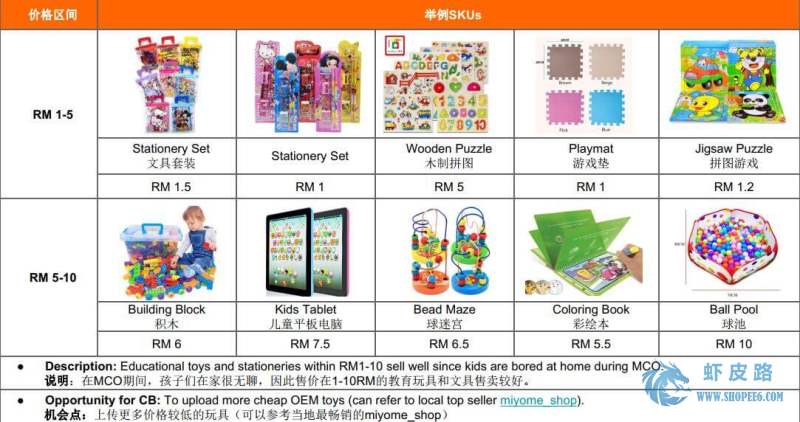 价格区间
举例SKUs
RM 1-5
Stationery Set
文具套装
Stationery Set
Wooden Puzzle
木制拼图
Playmat
游戏垫
Jigsaw Puzzle
拼图游戏
RM 1.5
RM 1
RM 5
RM 1
RM 1.2
RM 5-10
Building Block
积木
Kids Tablet
儿童平板电脑
Bead Maze
球迷宫
Coloring Book
彩绘本
Ball Pool
球池
RM 6
RM 7.5
RM 6.5
RM 5.5
RM 10
● Description: Educational toys and stationeries within RM1-10 sell well since kids are bored at home during MCO.
说明：在MCO期间，孩子们在家很无聊，因此售价在1-10RM的教育玩具和文具售卖较好。
● Opportunity for CB: To upload more cheap OEM toys (can refer to local top seller miyome_shop).
机会点：上传更多价格较低的玩具（可以参考当地最畅销的miyome_shop）
虾皮路
WWW.SHOPEE6.COM